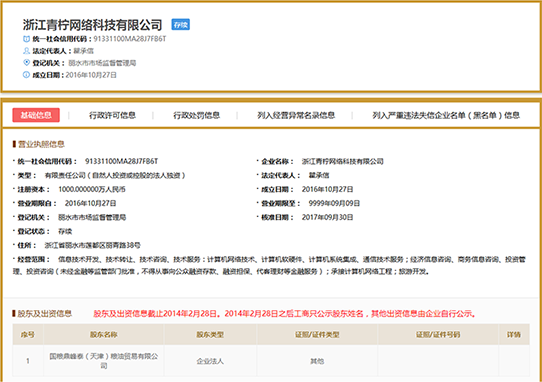 浙江青柠网络科技有限公司 存续
统一社会信用代码：91331100MA28J7FB6T
法定代表人：翟承信
登记机关：丽水市市场监督管理局
成立日期：2016年10月27日
基础信息 行政许可信息 行政处罚信息 列入经营异常名录信息 列入严重违法失信企业名单（黑名单）信息
营业执照信息
· 统一社会信用代码： 91331100MA28J7FB6T · 企业名称： 浙江青柠网络科技有限公司
· 类型： 有限责任公司（自然人投资或控股的法人独资） · 法定代表人： 翟承信
· 注册资本： 1000.000000万人民币 · 成立日期： 2016年10月27日
· 营业期限自： 2016年10月27日 · 营业期限至： 9999年09月09日
· 登记机关： 丽水市市场监督管理局 · 核准日期： 2017年09月30日
· 登记状态： 存续
· 住所： 浙江省丽水市莲都区丽青路38号
· 经营范围： 信息技术开发、技术转让、技术咨询、技术服务；计算机网络技术、计算机软硬件、计算机系统集成、通信技术服务；经济信息咨询、商务信息咨询、投资管
理、投资咨询（未经金融等监管部门批准，不得从事向公众融资存款、融资担保、代客理财等金融服务）；承接计算机网络工程；旅游开发。
股东及出资信息 股东及出资信息截止2014年2月28日。2014年2月28日之后工商只公示股东姓名，其他出资信息由企业自行公示。
序号 股东名称 股东类型 证照/证件类型 证照/证件号码 详情
1 国粮鼎峰泰（天津）粮油贸易有限公 企业法人 其他
司